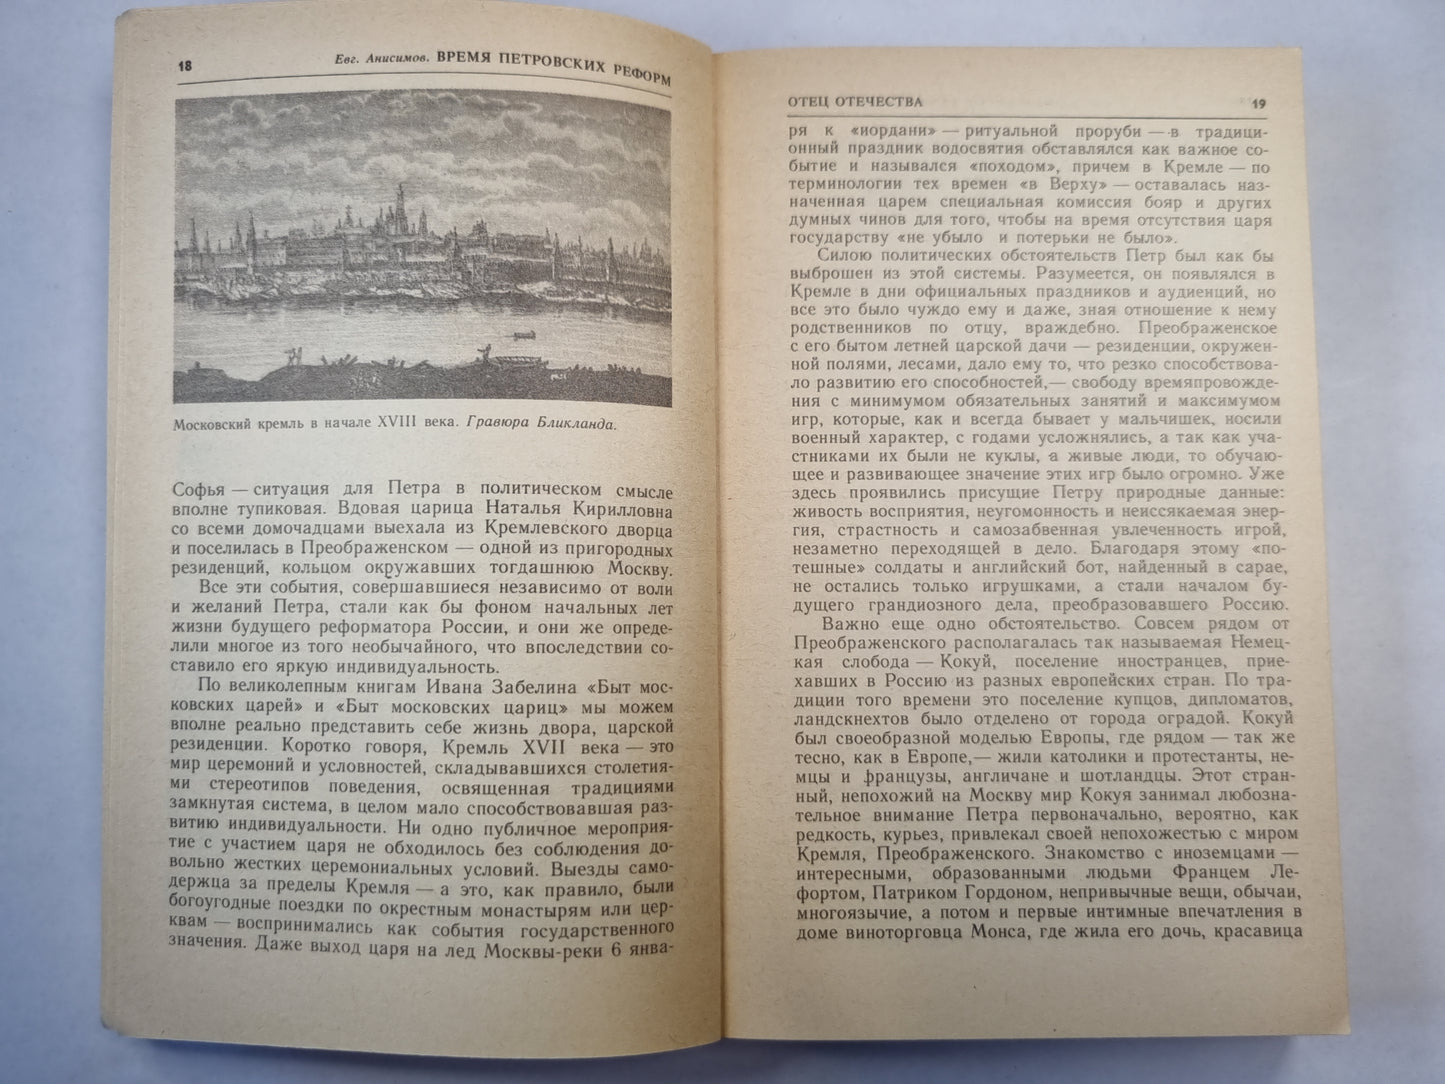 18
Евг. Анисимов. ВРЕМЯ ПЕТРОВСКИХ РЕФОРМ
Московский кремль в начале XVIII века. Гравюра Бликланда.
Софья — ситуация для Петра в политическом смысле
вполне тупиковая. Вдовая царица Наталья Кирилловна
со всеми домочадцами выехала из Кремлевского дворца
и поселилась в Преображенском — одной из пригородных
резиденций, кольцом окружавших тогдашнюю Москву.
Все эти события, совершавшиеся независимо от воли
и желаний Петра, стали как бы фоном начальных лет
жизни будущего реформатора России, и они же опреде-
лили многое из того необычайного, что впоследствии со-
ставило его яркую индивидуальность.
По великолепным книгам Ивана Забелина «Быт мос-
ковских царей» и «Быт московских цариц» мы можем
вполне реально представить себе жизнь двора, царской
резиденции. Коротко говоря, Кремль XVII века — это
мир церемоний и условностей, складывавшихся столетия-
ми стереотипов поведения, освященная традициями
замкнутая система, в целом мало способствовавшая раз-
витию индивидуальности. Ни одно публичное мероприя-
тие с участием царя не обходилось без соблюдения до-
вольно жестких церемониальных условий. Выезды само-
держца за пределы Кремля — а это, как правило, были
богоугодные поездки по окрестным монастырям или цер-
квам — воспринимались как события государственного
значения. Даже выход царя на лед Москвы-реки 6 янва-
ОТЕЦ ОТЕЧЕСТВА
19
ря к «иордани» — ритуальной проруби — в традици-
онный праздник водосвятия обставлялся как важное со-
бытие и назывался «походом», причем в Кремле — по
терминологии тех времен «в Верху» — оставалась наз-
наченная царем специальная комиссия бояр и других
думных чинов для того, чтобы на время отсутствия царя
государству «не убыло и потерьки не было».
Силою политических обстоятельств Петр был как бы
выброшен из этой системы. Разумеется, он появлялся в
Кремле в дни официальных праздников и аудиенций, но
все это было чуждо ему и даже, зная отношение к нему
родственников по отцу, враждебно. Преображенское
с его бытом летней царской дачи — резиденции, окружен-
ной полями, лесами, дало ему то, что резко способствова-
ло развитию его способностей,— свободу времяпровожде-
ния с минимумом обязательных занятий и максимумом
игр, которые, как и всегда бывает у мальчишек, носили
военный характер, с годами усложнялись, а так как уча-
стниками их были не куклы, а живые люди, то обучаю-
щее и развивающее значение этих игр было огромно. Уже
здесь проявились присущие Петру природные данные:
живость восприятия, неугомонность и неиссякаемая энер-
гия, страстность и самозабвенная увлеченность игрой,
незаметно переходящей в дело. Благодаря этому «по-
тешные» солдаты и английский бот, найденный в сарае,
не остались только игрушками, а стали началом бу-
дущего грандиозного дела, преобразовавшего Россию.
Важно еще одно обстоятельство. Совсем рядом от
Преображенского располагалась так называемая Немец-
кая слобода — Кокуй, поселение иностранцев, прие-
хавших в Россию из разных европейских стран. По тра-
диции того времени это поселение купцов, дипломатов,
ландскнехтов было отделено от города оградой. Кокуй
был своеобразной моделью Европы, где рядом — так же
тесно, как в Европе,— жили католики и протестанты, не-
мцы и французы, англичане и шотландцы. Этот стран-
ный, непохожий на Москву мир Кокуя занимал любозна-
тельное внимание Петра первоначально, вероятно, как
редкость, курьез, привлекал своей непохожестью с миром
Кремля, Преображенского. Знакомство с иноземцами —
интересными, образованными людьми Францем Ле-
фортом, Патриком Гордоном, непривычные вещи, обычаи,
многоязычие, а потом и первые интимные впечатления в
доме виноторговца Монса, где жила его дочь, красавица